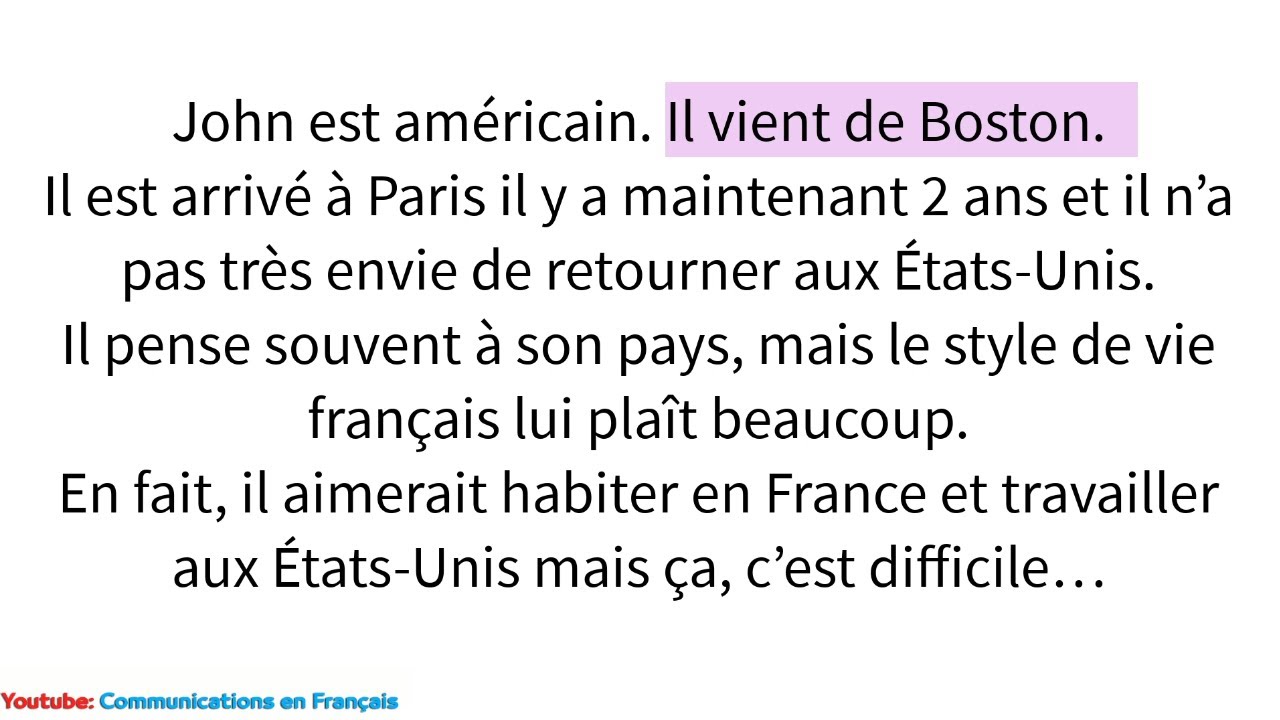 John est américain. Il vient de Boston.
Il est arrivé à Paris il y a maintenant 2 ans et il n’a
pas très envie de retourner aux États-Unis.
Il pense souvent à son pays, mais le style de vie
français lui plaît beaucoup.
En fait, il aimerait habiter en France et travailler
aux États-Unis mais ça, c’est difficile…
Youtube: Communications en Français